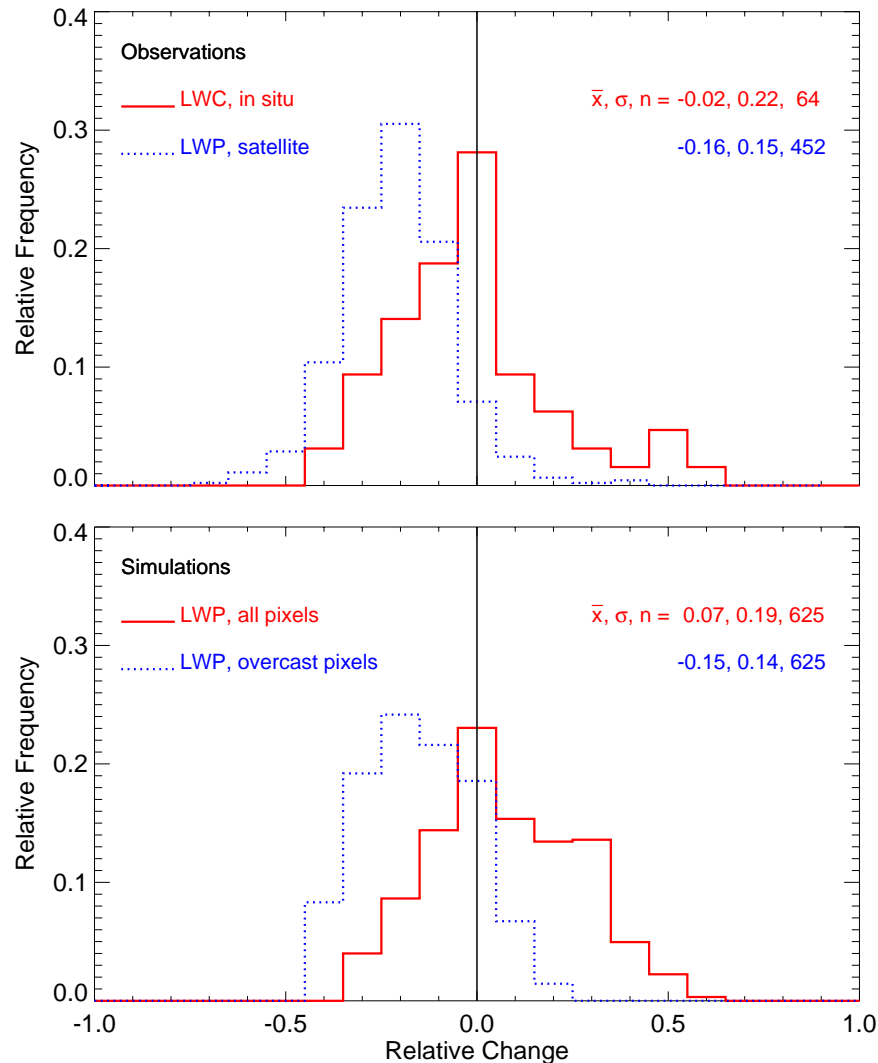 0.4
Observations
LWC, in situ
x̄, σ, n = -0.02, 0.22, 64
0.3
LWP, satellite
-0.16, 0.15, 452
Relative Frequency
0.2
0.1
0.0
0.4
Simulations
LWP, all pixels
x̄, σ, n = 0.07, 0.19, 625
0.3
LWP, overcast pixels
-0.15, 0.14, 625
Relative Frequency
0.2
0.1
0.0
-1.0 -0.5 0.0 0.5 1.0
Relative Change